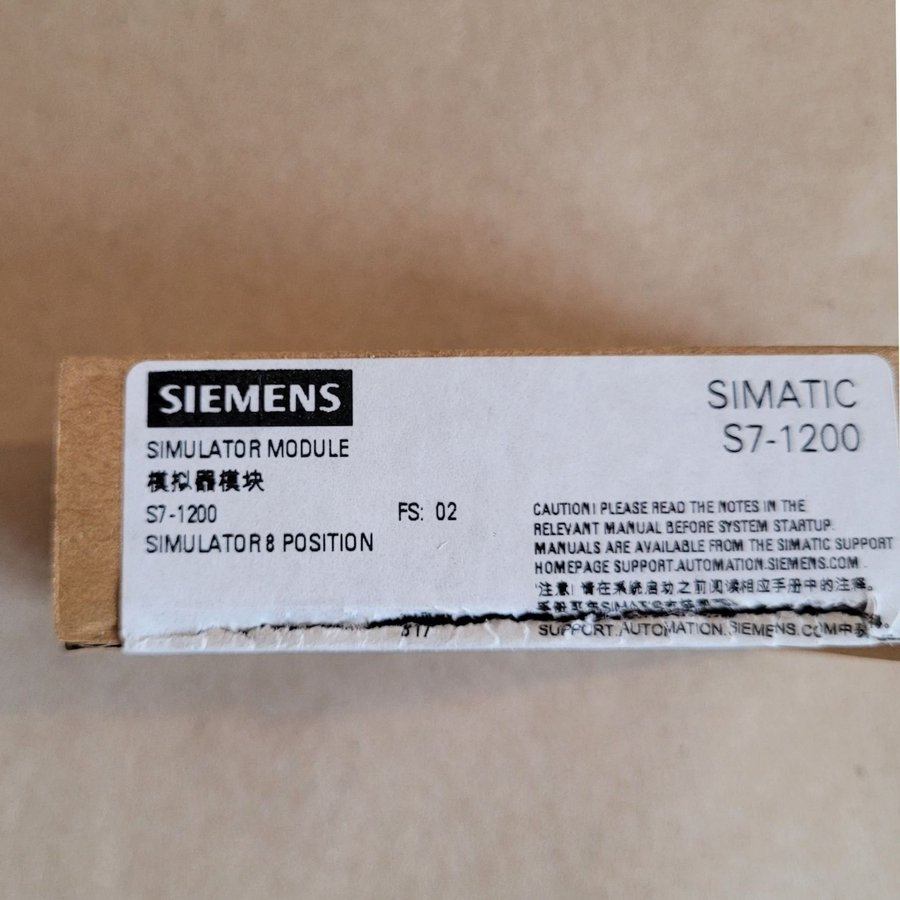 SIEMENS
SIMATIC
S7-1200
SIMULATOR MODULE
模拟器模块
S7-1200
FS: 02
SIMULATOR 8 POSITION
CAUTION! PLEASE READ THE NOTES IN THE
RELEVANT MANUAL BEFORE SYSTEM STARTUP.
MANUALS ARE AVAILABLE FROM THE SIMATIC SUPPORT
HOMEPAGE SUPPORT.AUTOMATION.SIEMENS.COM.
注意! 请在系统启动之前阅读相应手册中的注释。
SUPPORT.AUTOMATION.SIEMENS.COM